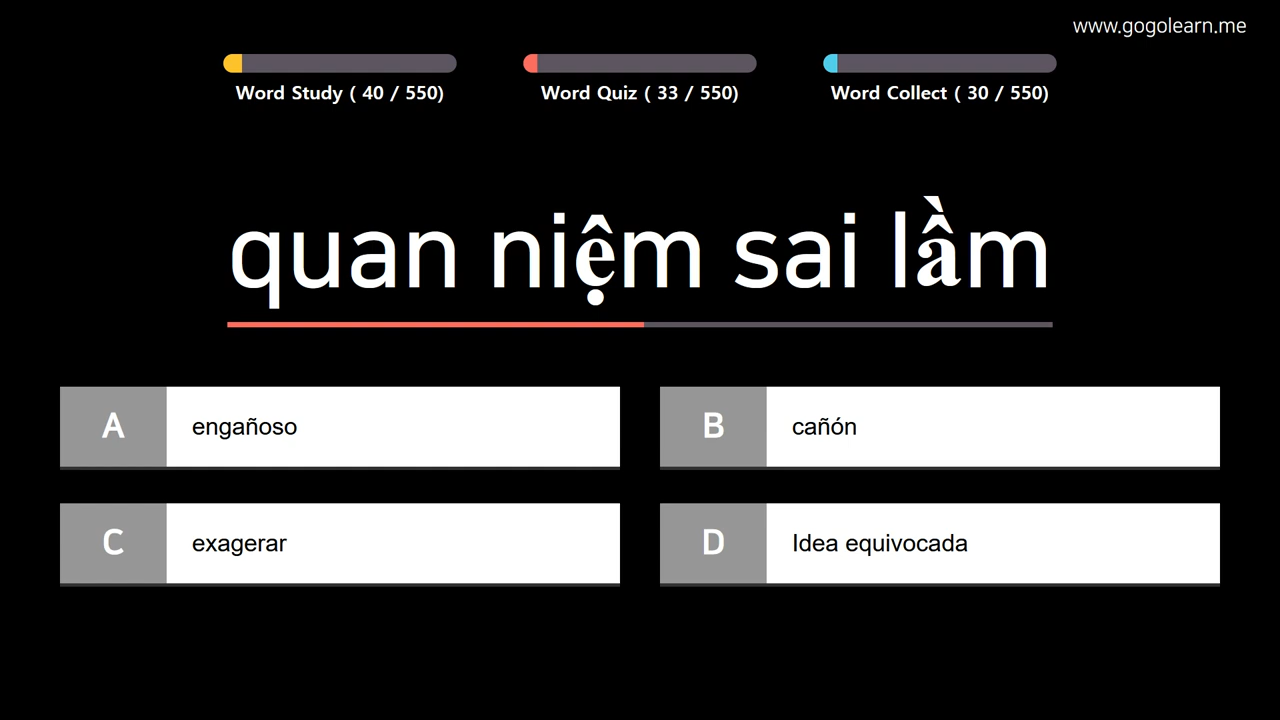 www.gogolearn.me
Word Study ( 40 / 550)
Word Quiz ( 33 / 550)
Word Collect ( 30 / 550)
quan niệm sai lầm
A engañoso
B cañón
C exagerar
D Idea equivocada